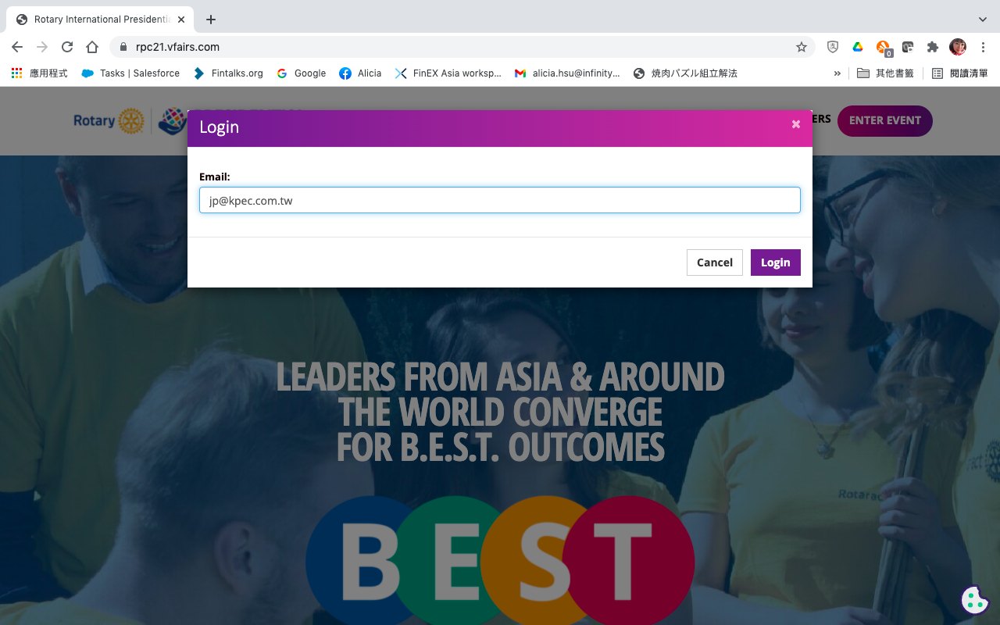 Rotary International Presidentia
rpc21.vfairs.com
0
應用程式
Tasks | Salesforce
Fintalks.org
Google
Alicia
FinEX Asia worksp...
alicia.hsu@infinity...
焼肉パズル組立解法
»
其他書籤
閱讀清單
Rotary
ERS
ENTER EVENT
Login
Email:
jp@kpec.com.tw
Cancel
Login
LEADERS FROM ASIA & AROUND
THE WORLD CONVERGE
FOR B.E.S.T. OUTCOMES
Rotarac
BEST